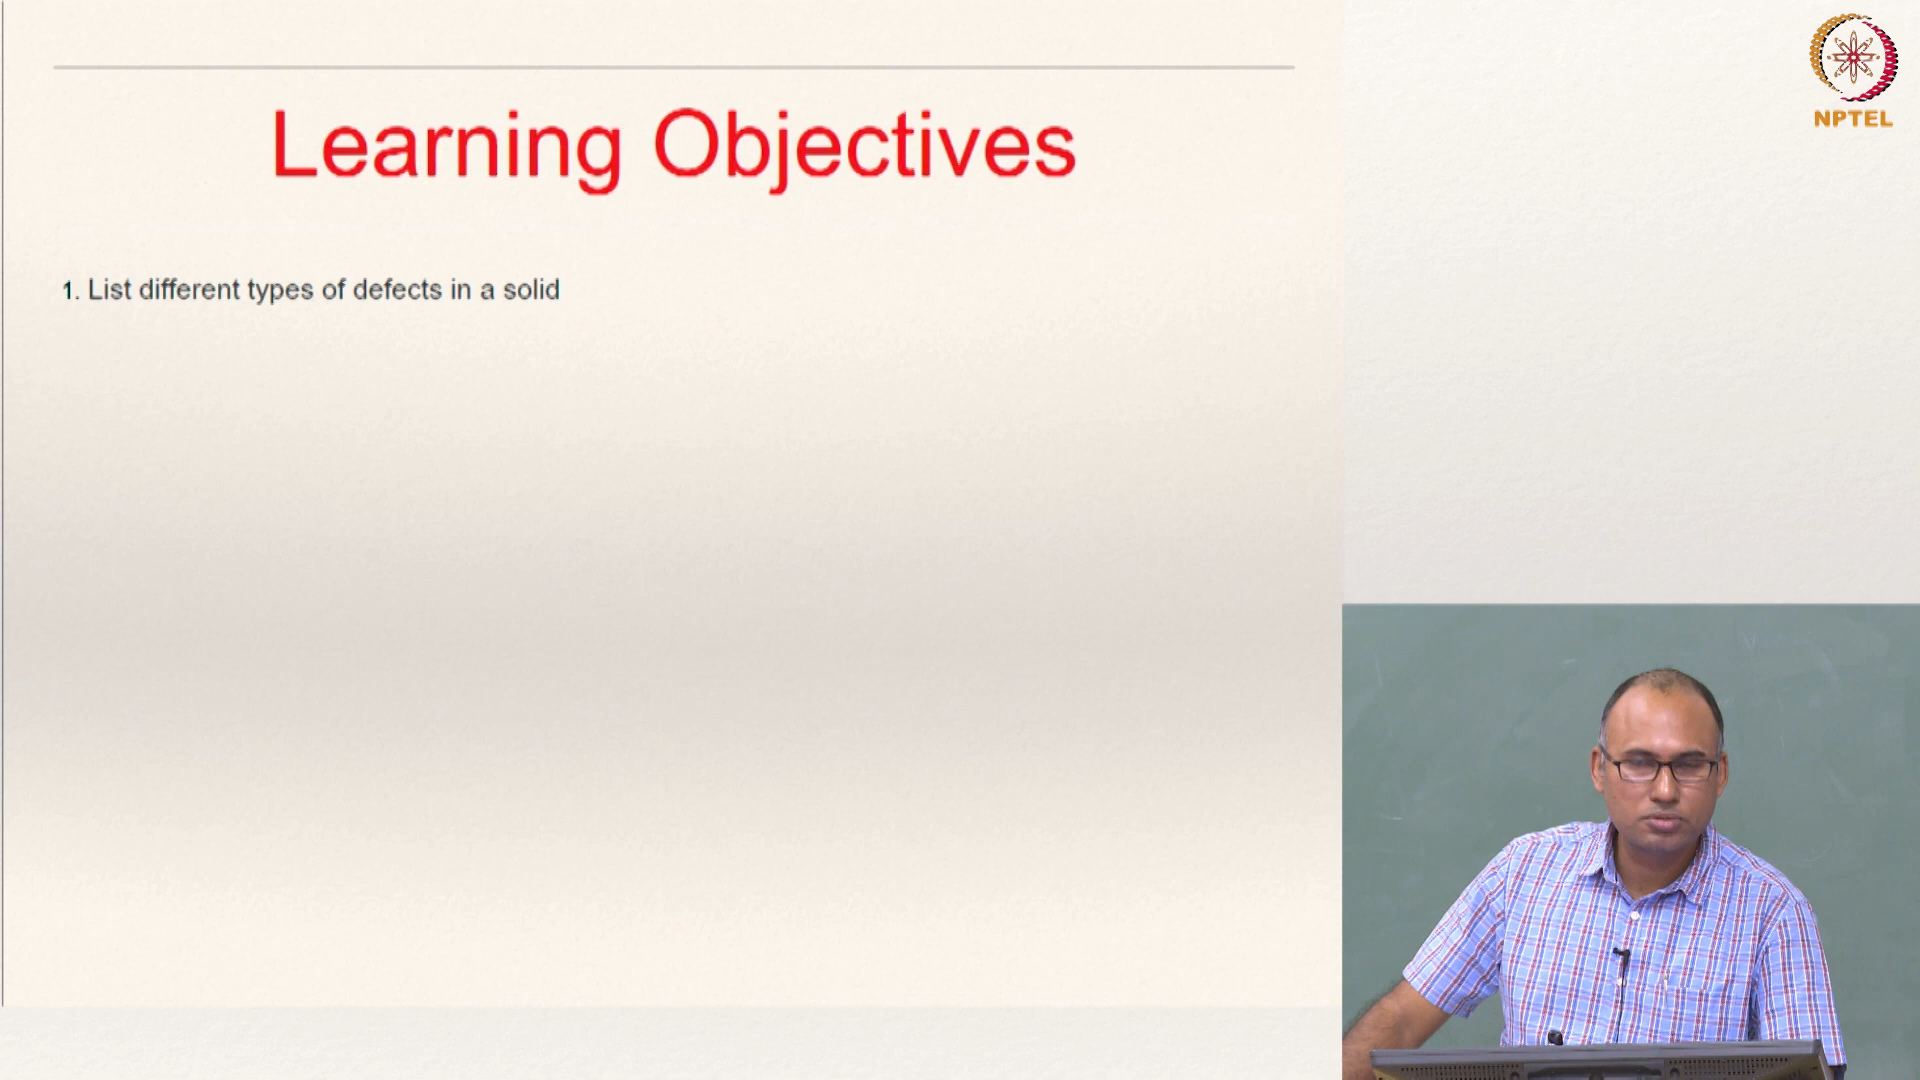 Learning Objectives
1. List different types of defects in a solid
NPTEL